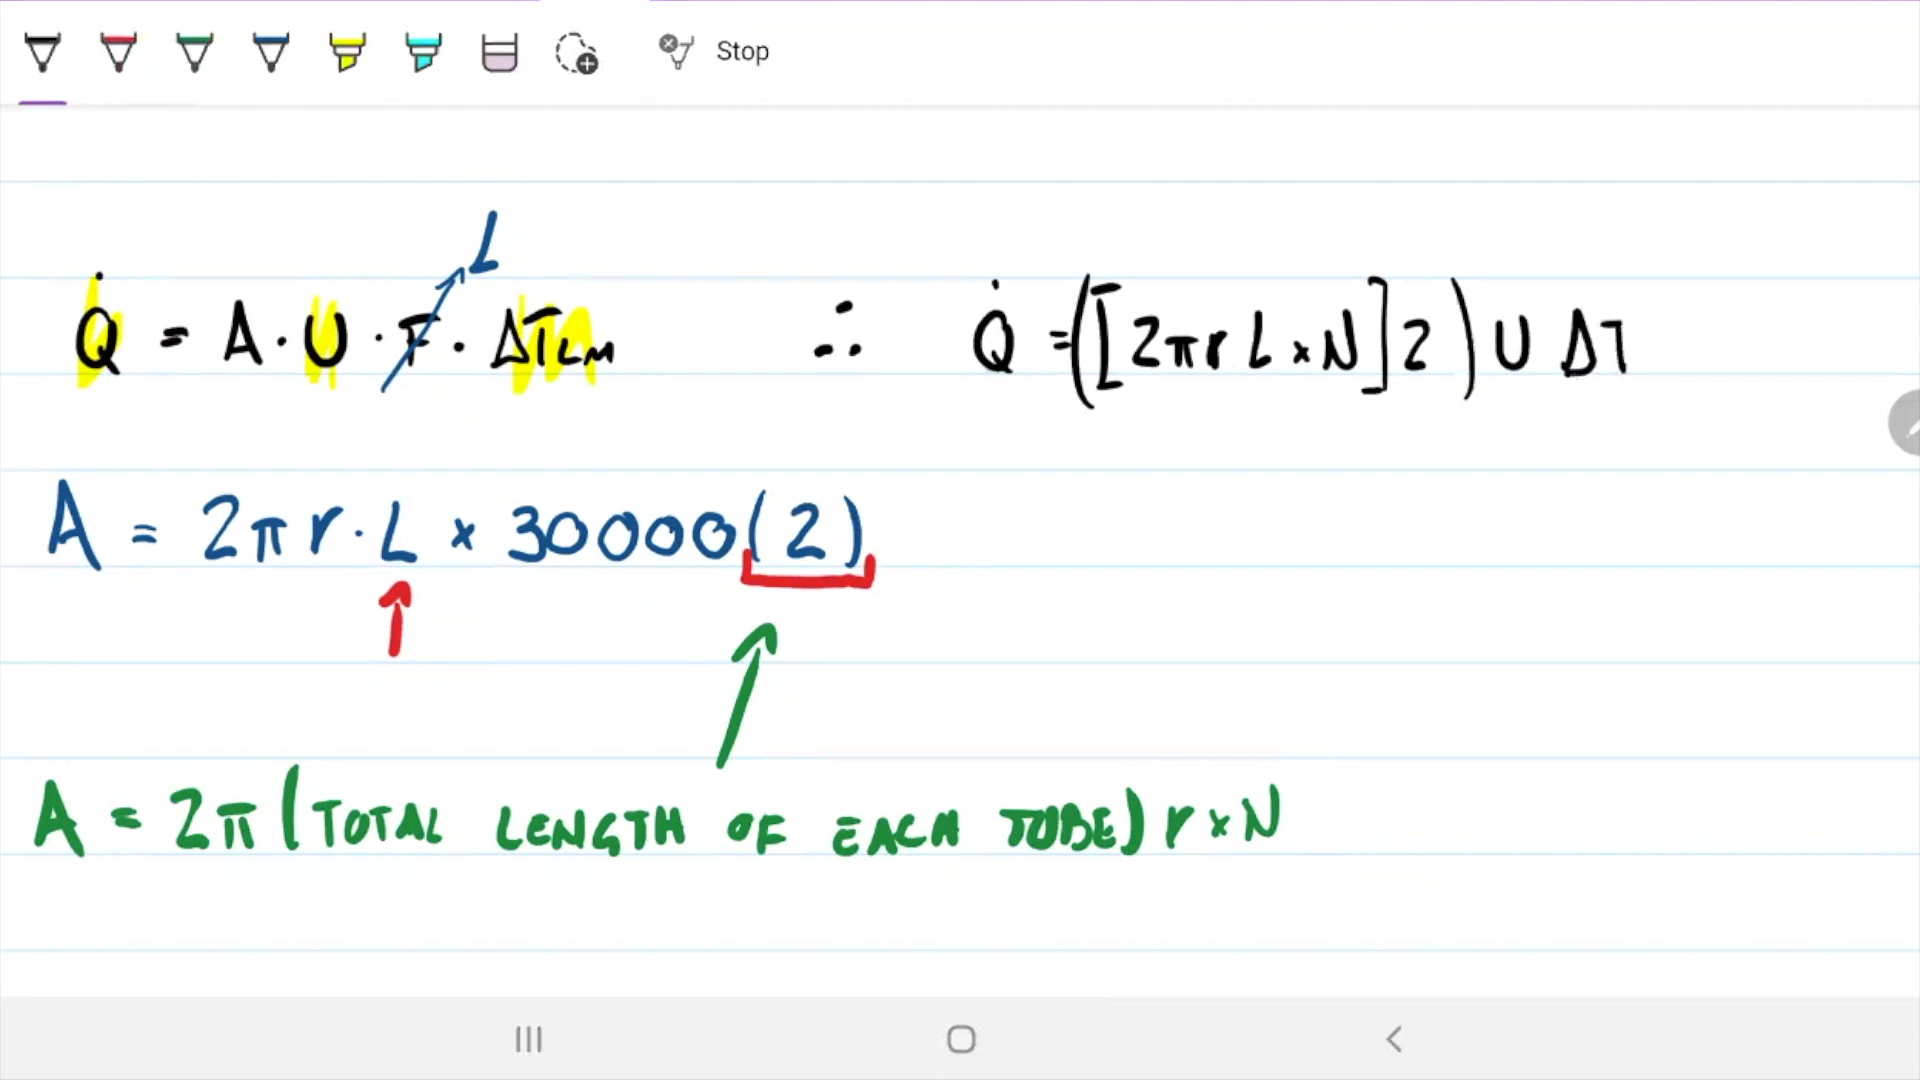 Stop
L
Q̇ = A · U · F · ΔTLM ∴ Q̇ = ([2πr L × N] 2) U ΔT
A = 2πr · L × 30000(2)
A = 2π (TOTAL LENGTH OF EACH TUBE) r × N